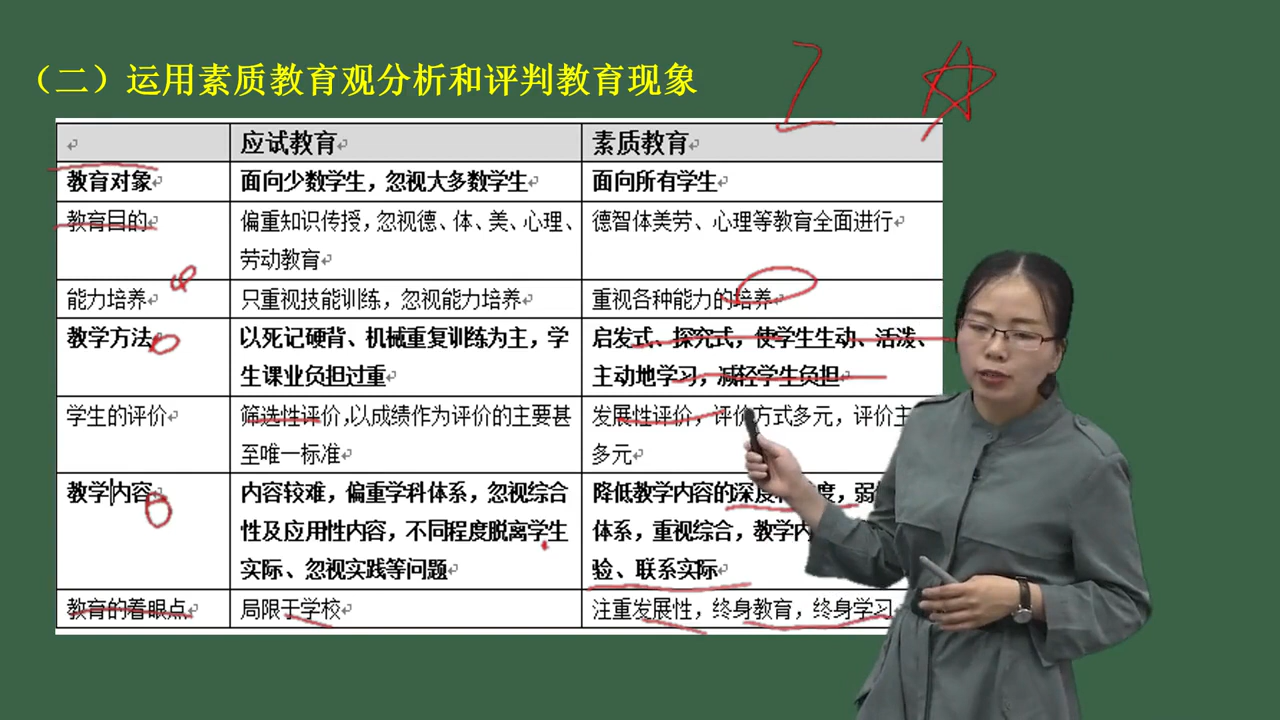 （二）运用素质教育观分析和评判教育现象
应试教育 素质教育
教育对象 面向少数学生，忽视大多数学生 面向所有学生
教育目的 偏重知识传授，忽视德、体、美、心理、 德智体美劳、心理等教育全面进行
劳动教育
能力培养 只重视技能训练，忽视能力培养 重视各种能力的培养
教学方法 以死记硬背、机械重复训练为主，学 启发式、探究式，使学生生动、活泼、
生课业负担过重 主动地学习，减轻学生负担
学生的评价 筛选性评价，以成绩作为评价的主要甚 发展性评价，评价方式多元，评价主
至唯一标准 多元
教学内容 内容较难，偏重学科体系，忽视综合 降低教学内容的深度和 度，弱
性及应用性内容，不同程度脱离学生 体系，重视综合，教学内
实际、忽视实践等问题 验、联系实际
教育的着眼点 局限于学校 注重发展性，终身教育，终身学习